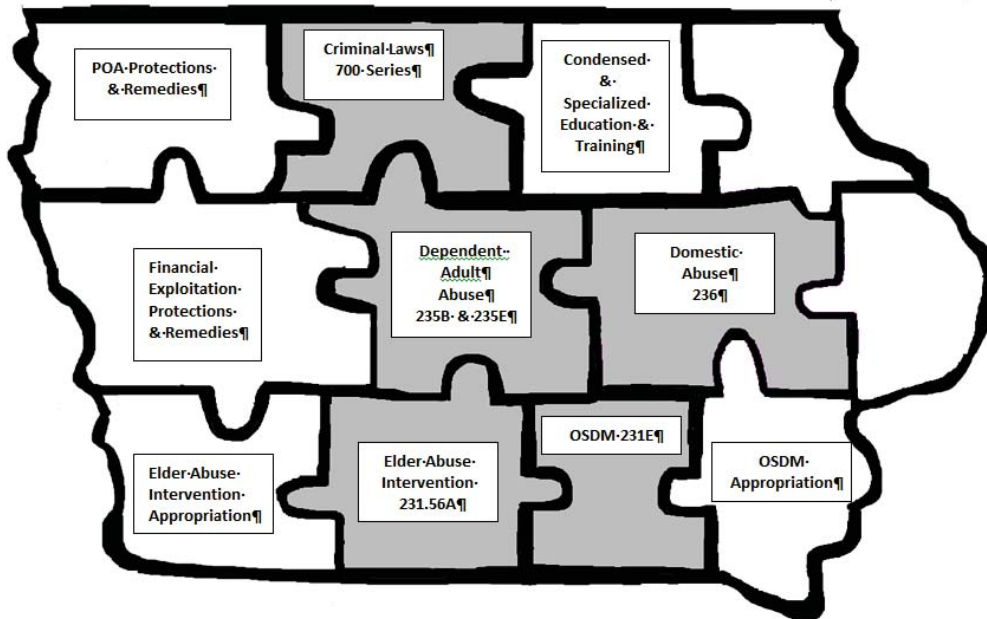 POA·Protections·
&·Remedies¶
Criminal·Laws¶
700·Series¶
Condensed·
&·
Specialized·
Education·&·
Training¶
Financial·
Exploitation·
Protections·
&·Remedies¶
Dependent··
Adult¶
Abuse¶
235B·&·235E¶
Domestic·
Abuse¶
236¶
Elder·Abuse·
Intervention·
Appropriation¶
Elder·Abuse·
Intervention·
231.56A¶
OSDM·231E¶
OSDM·
Appropriation¶